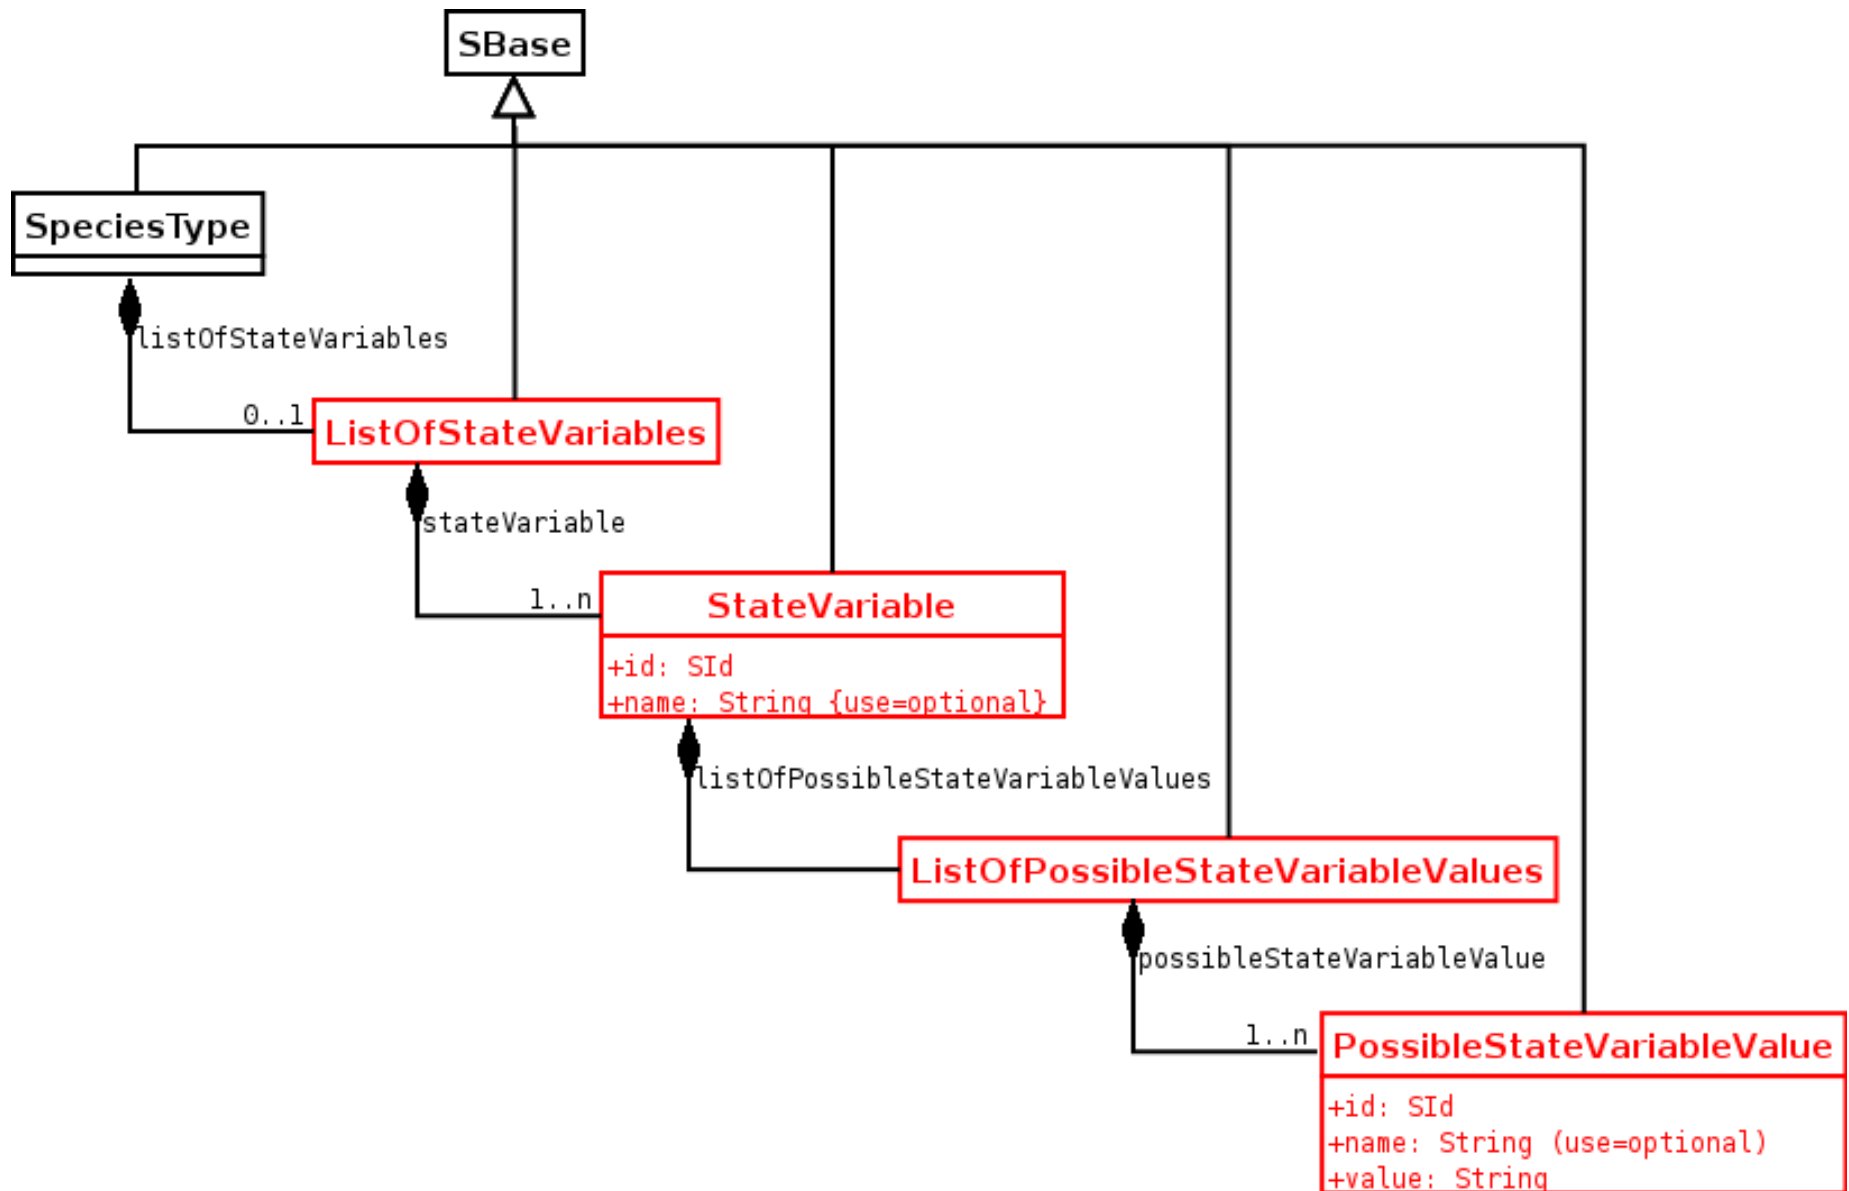 SBase
SpeciesType
listOfStateVariables
0..1
ListOfStateVariables
stateVariable
1..n
StateVariable
+id: SId
+name: String {use=optional}
listOfPossibleStateVariableValues
ListOfPossibleStateVariableValues
possibleStateVariableValue
1..n
PossibleStateVariableValue
+id: SId
+name: String (use=optional)
+value: String